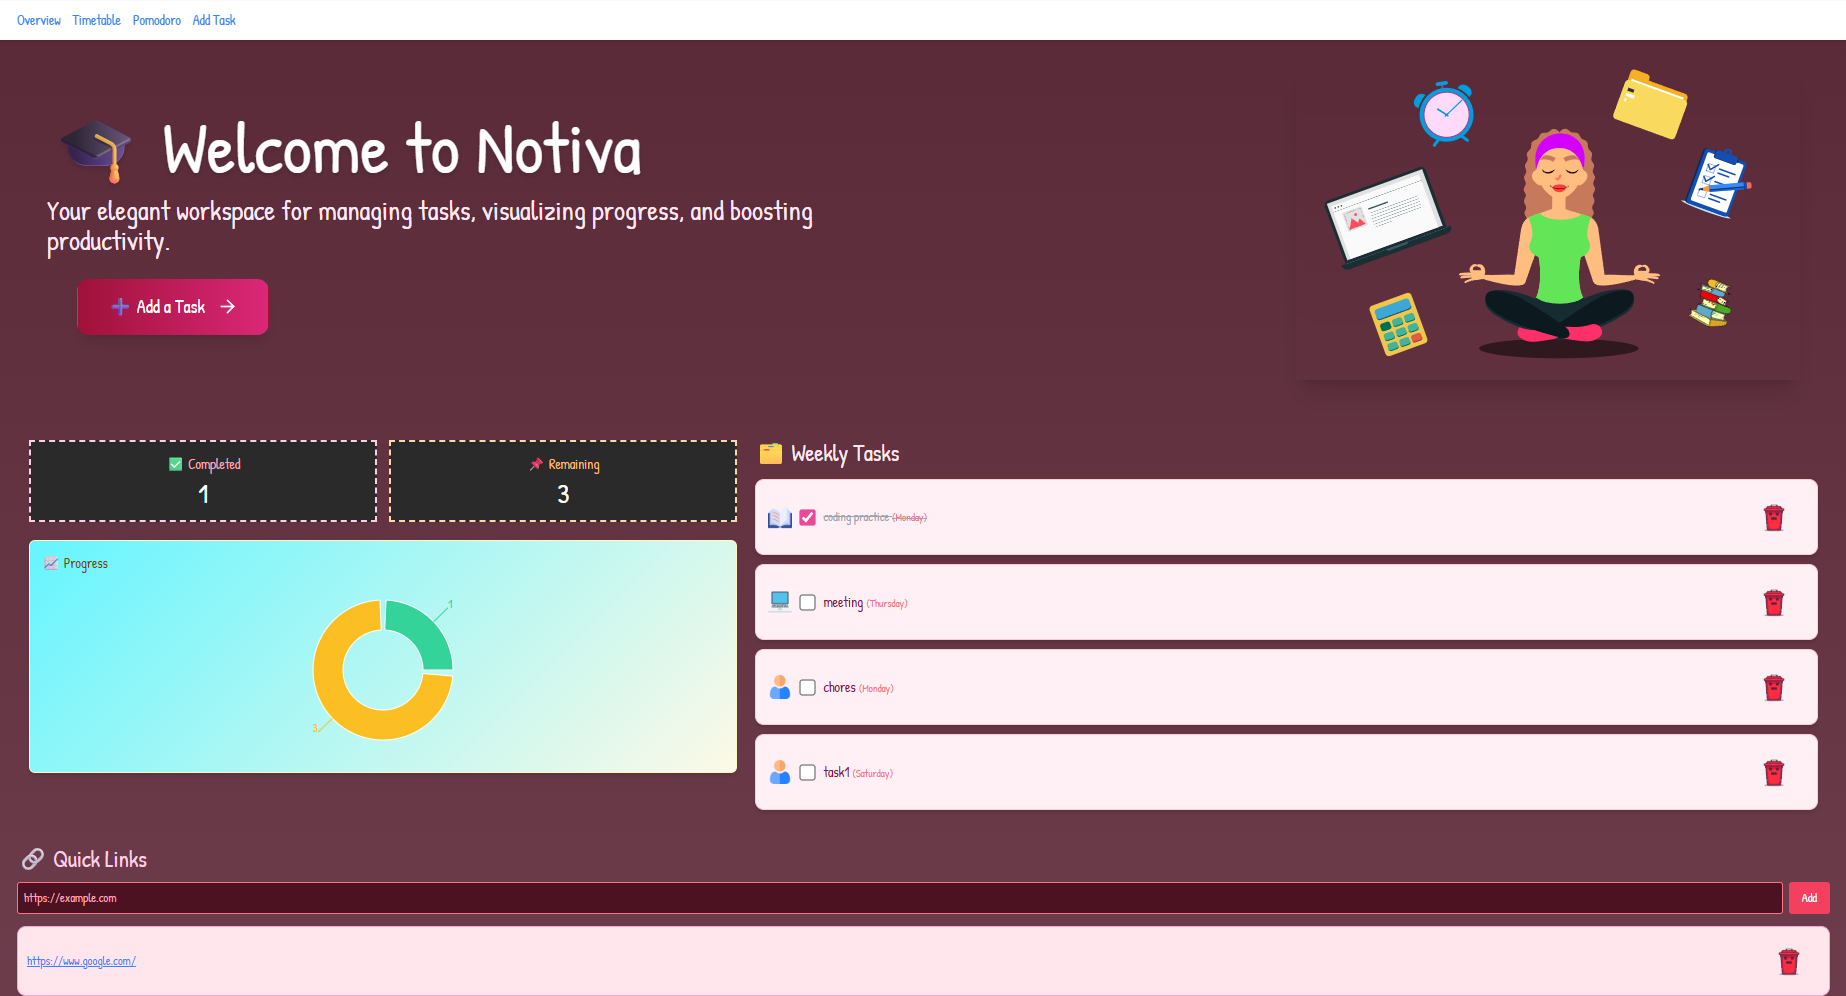 Overview Timetable Pomodoro Add Task
Welcome to Notiva
Your elegant workspace for managing tasks, visualizing progress, and boosting
productivity.
Add a Task
Completed
1
Remaining
3
Progress
1
3
Weekly Tasks
coding practice (Monday)
meeting (Thursday)
chores (Monday)
task1 (Saturday)
Quick Links
https://example.com
Add
https://www.google.com/